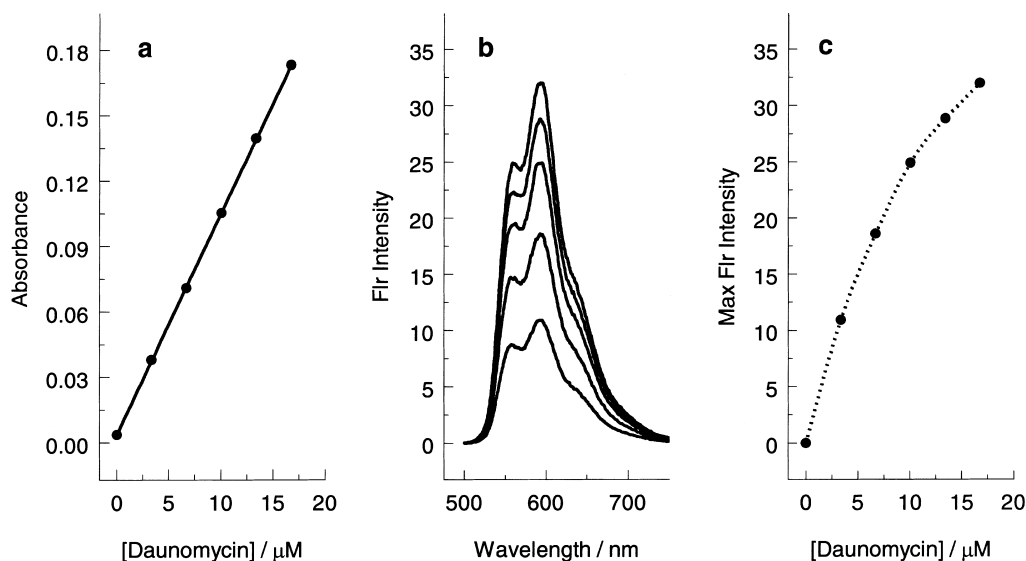 a
Absorbance
0.18
0.15
0.12
0.09
0.06
0.03
0.00
0 5 10 15 20
[Daunomycin] / μM
b
Flr Intensity
35
30
25
20
15
10
5
0
500 600 700
Wavelength / nm
c
Max Flr Intensity
35
30
25
20
15
10
5
0
0 5 10 15 20
[Daunomycin] / μM